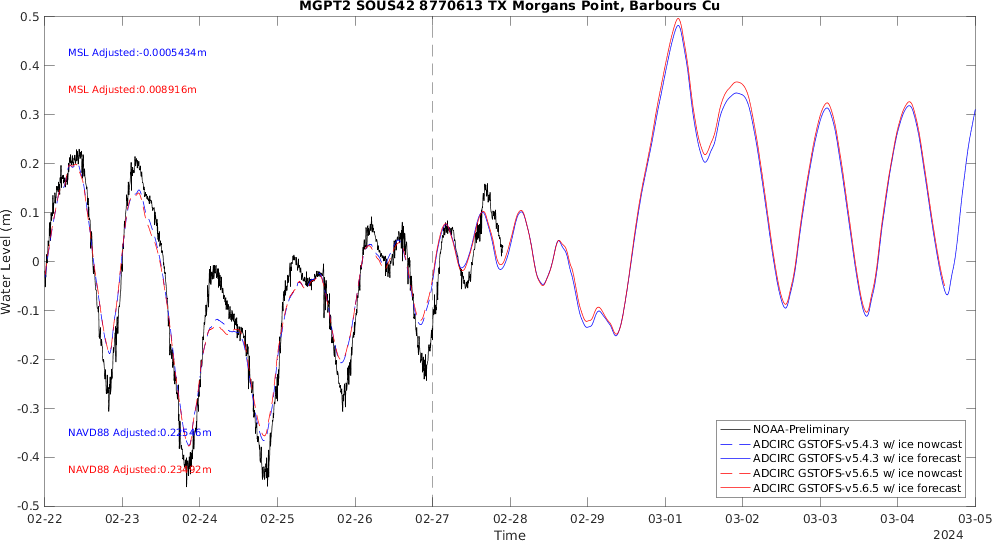 MGPT2 SOUS42 8770613 TX Morgans Point, Barbours Cu
MSL Adjusted:-0.0005434m
MSL Adjusted:0.008916m
NAVD88 Adjusted:0.22546m
NAVD88 Adjusted:0.23492m
Water Level (m)
0.5
0.4
0.3
0.2
0.1
0
-0.1
-0.2
-0.3
-0.4
-0.5
NOAA-Preliminary
ADCIRC GSTOFS-v5.4.3 w/ ice nowcast
ADCIRC GSTOFS-v5.4.3 w/ ice forecast
ADCIRC GSTOFS-v5.6.5 w/ ice nowcast
ADCIRC GSTOFS-v5.6.5 w/ ice forecast
02-22 02-23 02-24 02-25 02-26 02-27 02-28 02-29 03-01 03-02 03-03 03-04 03-05
Time
2024